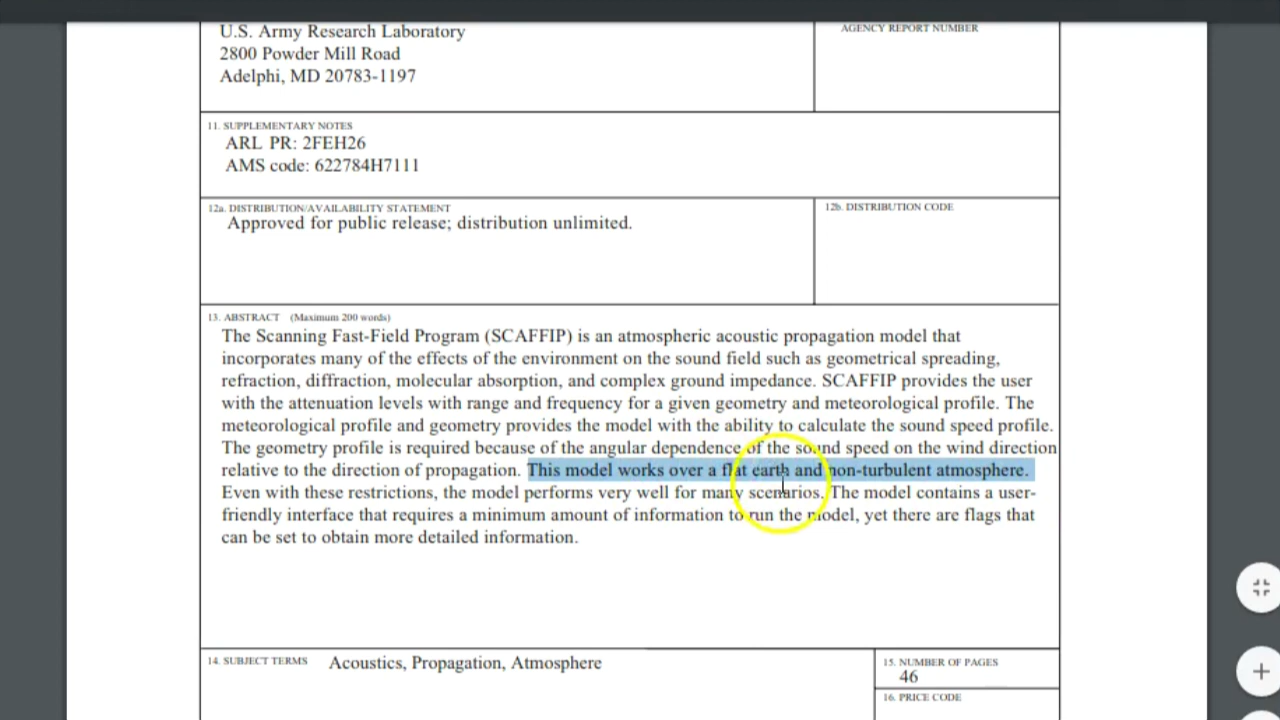 U.S. Army Research Laboratory
2800 Powder Mill Road
Adelphi, MD 20783-1197
AGENCY REPORT NUMBER
11. SUPPLEMENTARY NOTES
ARL PR: 2FEH26
AMS code: 622784H7111
12a. DISTRIBUTION/AVAILABILITY STATEMENT
Approved for public release; distribution unlimited.
12b. DISTRIBUTION CODE
13. ABSTRACT (Maximum 200 words)
The Scanning Fast-Field Program (SCAFFIP) is an atmospheric acoustic propagation model that
incorporates many of the effects of the environment on the sound field such as geometrical spreading,
refraction, diffraction, molecular absorption, and complex ground impedance. SCAFFIP provides the user
with the attenuation levels with range and frequency for a given geometry and meteorological profile. The
meteorological profile and geometry provides the model with the ability to calculate the sound speed profile.
The geometry profile is required because of the angular dependence of the sound speed on the wind direction
relative to the direction of propagation. This model works over a flat earth and non-turbulent atmosphere.
Even with these restrictions, the model performs very well for many scenarios. The model contains a user-
friendly interface that requires a minimum amount of information to run the model, yet there are flags that
can be set to obtain more detailed information.
14. SUBJECT TERMS Acoustics, Propagation, Atmosphere
15. NUMBER OF PAGES
46
16. PRICE CODE